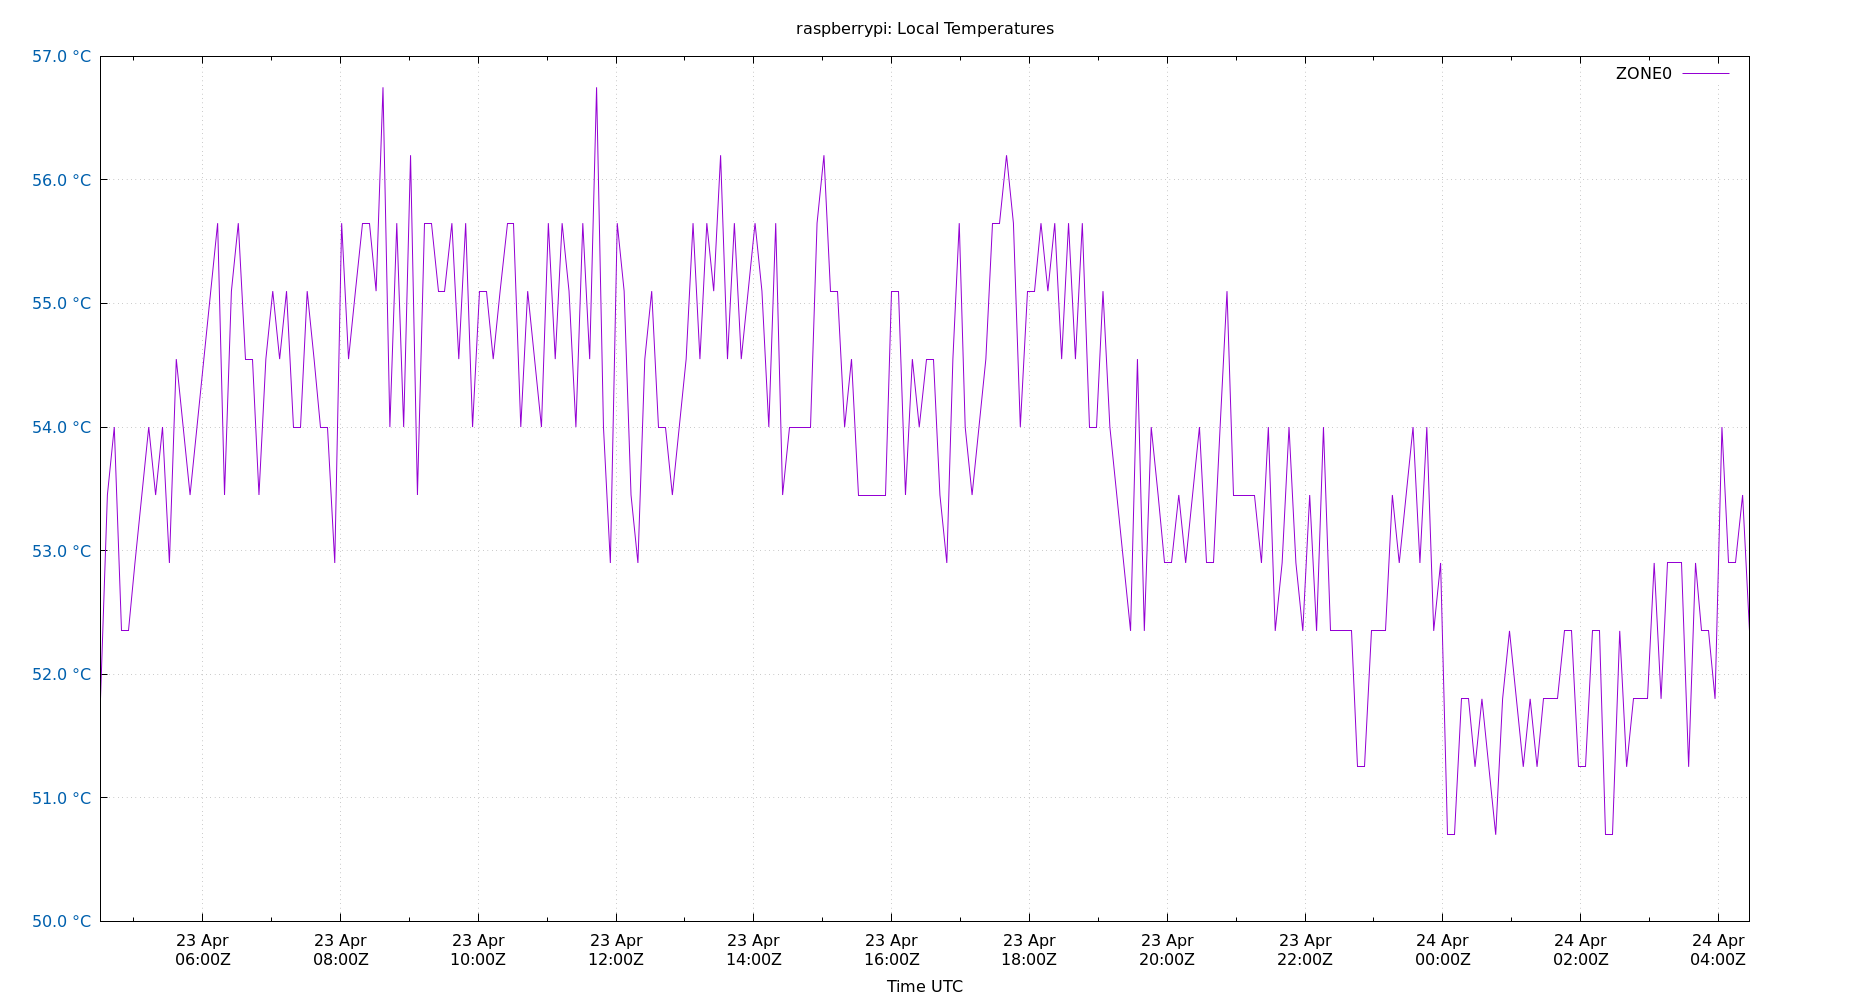 raspberrypi: Local Temperatures
57.0 °C
ZONE0
56.0 °C
55.0 °C
54.0 °C
53.0 °C
52.0 °C
51.0 °C
50.0 °C
23 Apr 23 Apr 23 Apr 23 Apr 23 Apr 23 Apr 23 Apr 23 Apr 23 Apr 24 Apr 24 Apr 24 Apr
06:00Z 08:00Z 10:00Z 12:00Z 14:00Z 16:00Z 18:00Z 20:00Z 22:00Z 00:00Z 02:00Z 04:00Z
Time UTC